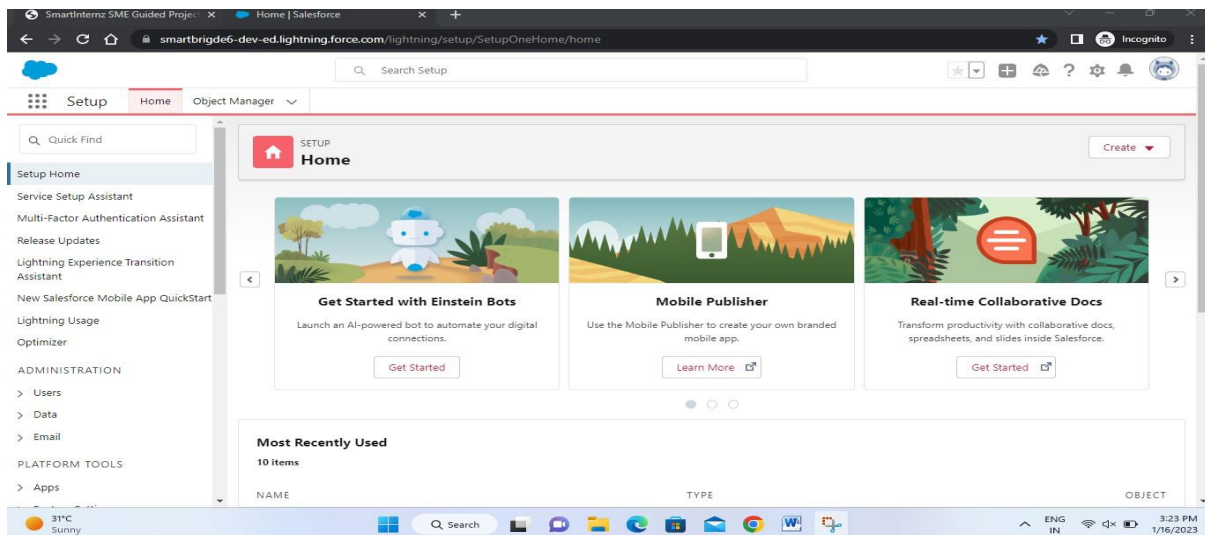 SmartInternz SME Guided Projec
Home | Salesforce
smartbrigde6-dev-ed.lightning.force.com/lightning/setup/SetupOneHome/home
Incognito
Search Setup
Setup
Home
Object Manager
Quick Find
Setup Home
Service Setup Assistant
Multi-Factor Authentication Assistant
Release Updates
Lightning Experience Transition
Assistant
New Salesforce Mobile App QuickStart
Lightning Usage
Optimizer
ADMINISTRATION
Users
Data
Email
PLATFORM TOOLS
Apps
SETUP
Home
Create
Get Started with Einstein Bots
Launch an AI-powered bot to automate your digital
connections.
Get Started
Mobile Publisher
Use the Mobile Publisher to create your own branded
mobile app.
Learn More
Real-time Collaborative Docs
Transform productivity with collaborative docs,
spreadsheets, and slides inside Salesforce.
Get Started
Most Recently Used
10 items
NAME
TYPE
OBJECT
31°C
Sunny
Search
ENG
IN
3:23 PM
1/16/2023